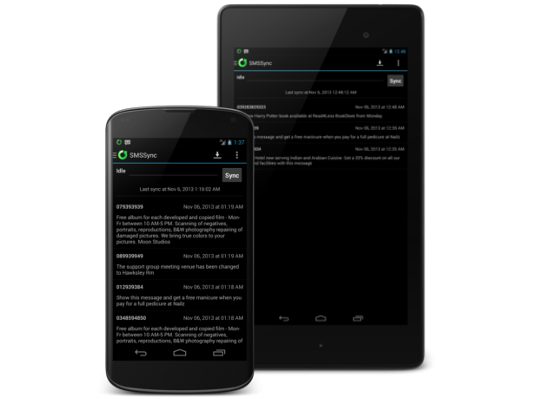 12:48
SMSSync
Idle
Sync
Last sync at Nov 6, 2013 12:48:15 AM
Nov 06, 2013 at 12:48 AM
Harry Potter book available at ReadNuras BookStore from Monday
Nov 06, 2013 at 12:35 AM
message and get a free manicure when you pay for a full pedicure at Nailz
Nov 06, 2013 at 12:35 AM
Hotel now serving Indian and Arabian Cuisine. Get a 20% discount on all our
facilities with this message
1:37
SMSSync
Idle
Sync
Last sync at Nov 6, 2013 1:16:02 AM
079393939
Nov 06, 2013 at 01:19 AM
Free album for each developed and copied film - Mon-
Fri between 10 AM-5 PM. Scanning of negatives,
portraits, reproductions, B&W photography repairing of
damaged pictures. We bring true colors to your
pictures. Moon Studios
089939949
Nov 06, 2013 at 01:19 AM
The support group meeting venue has been changed
to Hawksley Rin
012939384
Nov 06, 2013 at 01:18 AM
Show this message and get a free manicure when you
pay for a full pedicure at Nailz
0348594850
Nov 06, 2013 at 01:18 AM
Free album for each developed and copied film - Mon-
Fri between 10 AM-5 PM. Scanning of negatives,
portraits, reproductions, B&W photography repairing of